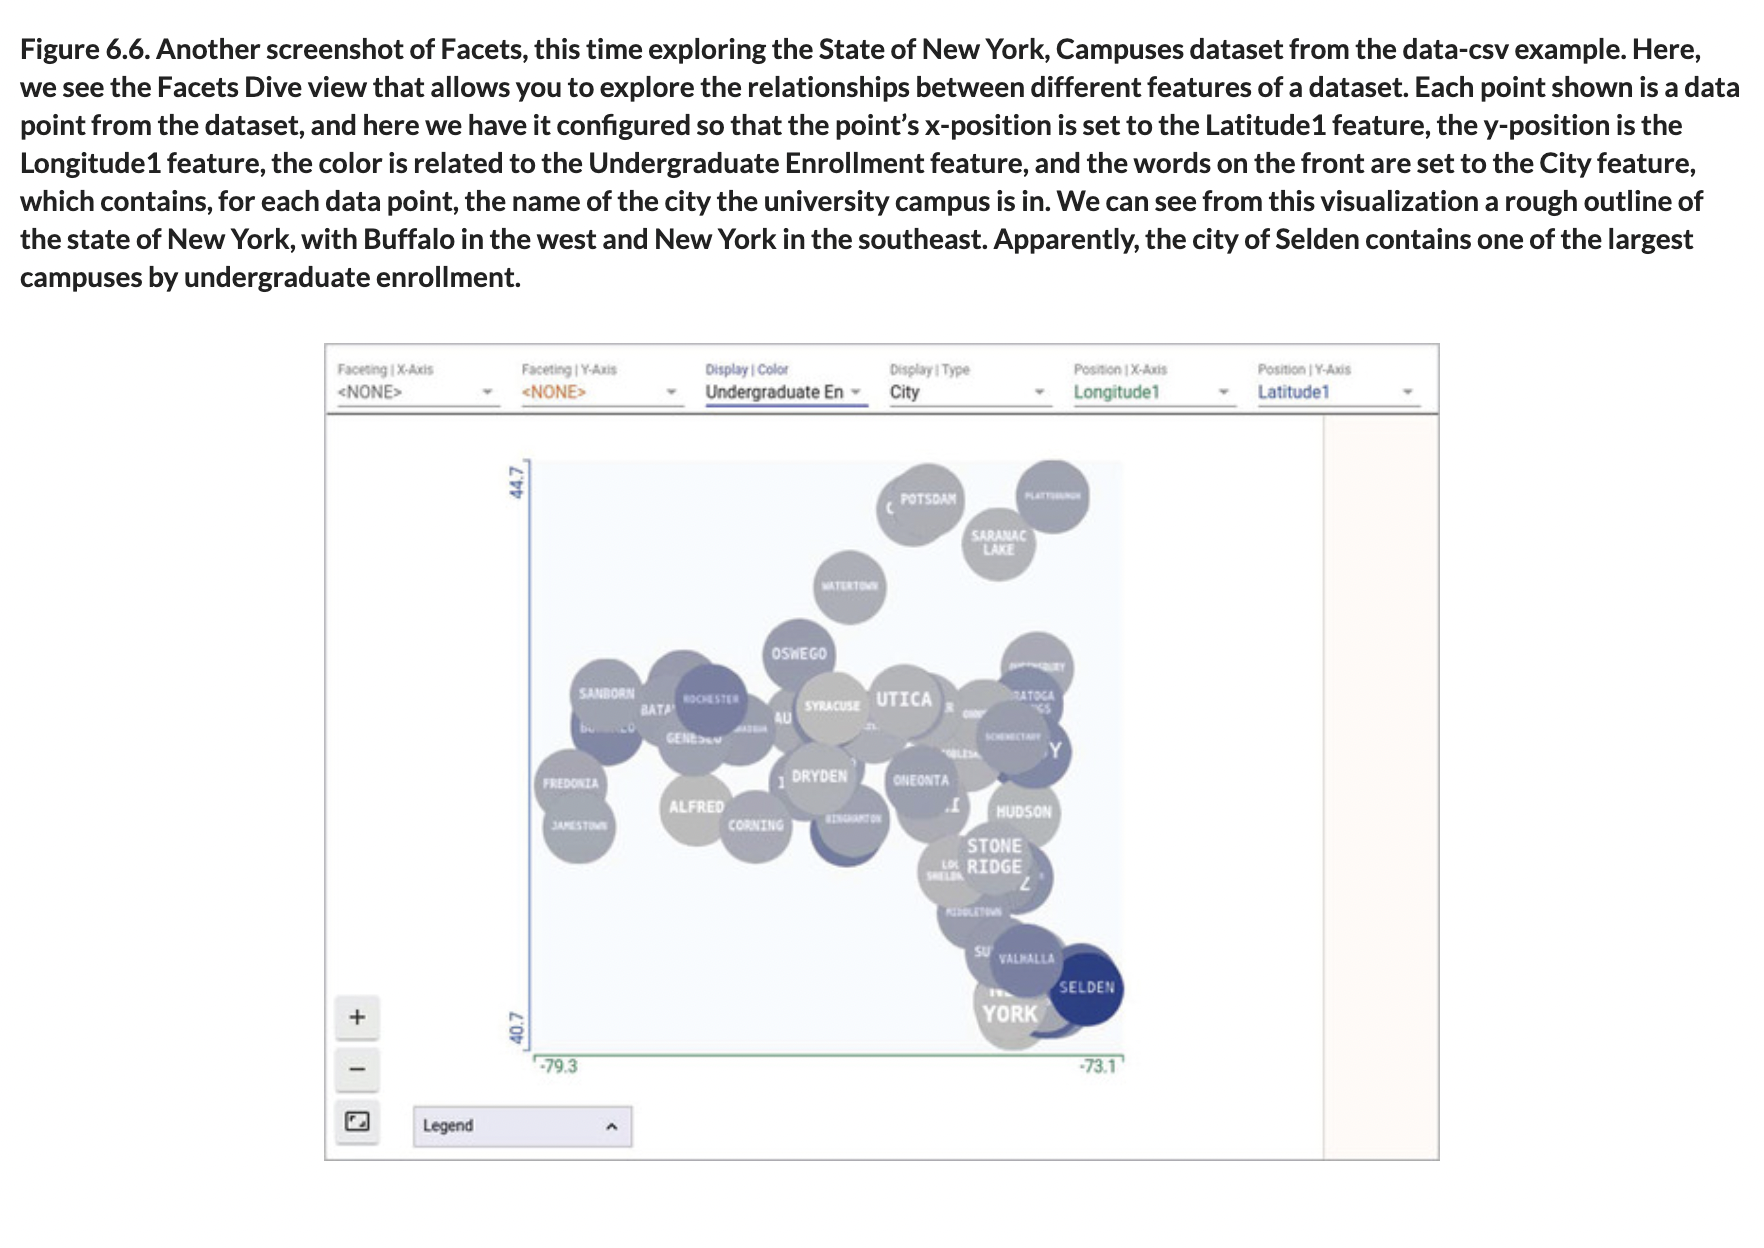 Figure 6.6. Another screenshot of Facets, this time exploring the State of New York, Campuses dataset from the data-csv example. Here,
we see the Facets Dive view that allows you to explore the relationships between different features of a dataset. Each point shown is a data
point from the dataset, and here we have it configured so that the point’s x-position is set to the Latitude1 feature, the y-position is the
Longitude1 feature, the color is related to the Undergraduate Enrollment feature, and the words on the front are set to the City feature,
which contains, for each data point, the name of the city the university campus is in. We can see from this visualization a rough outline of
the state of New York, with Buffalo in the west and New York in the southeast. Apparently, the city of Selden contains one of the largest
campuses by undergraduate enrollment.
Faceting | X-Axis
<NONE>
Faceting | Y-Axis
<NONE>
Display | Color
Undergraduate En
Display | Type
City
Position | X-Axis
Longitude1
Position | Y-Axis
Latitude1
44.7
POTSDAM
PLATTSBURGH
SARANAC
LAKE
WATERTOWN
OSWEGO
SANBORN
ROCHESTER
BATA
AU
SYRACUSE
UTICA
GENESEO
SCHENECTADY
Y
FREDONIA
DRYDEN
ONEONTA
ALFRED
HUDSON
JAMESTOWN
CORNING
BINGHAMTON
STONE
RIDGE
MIDDLETOWN
SU
VALHALLA
SELDEN
YORK
40.7
-79.3
-73.1
+
−
Legend